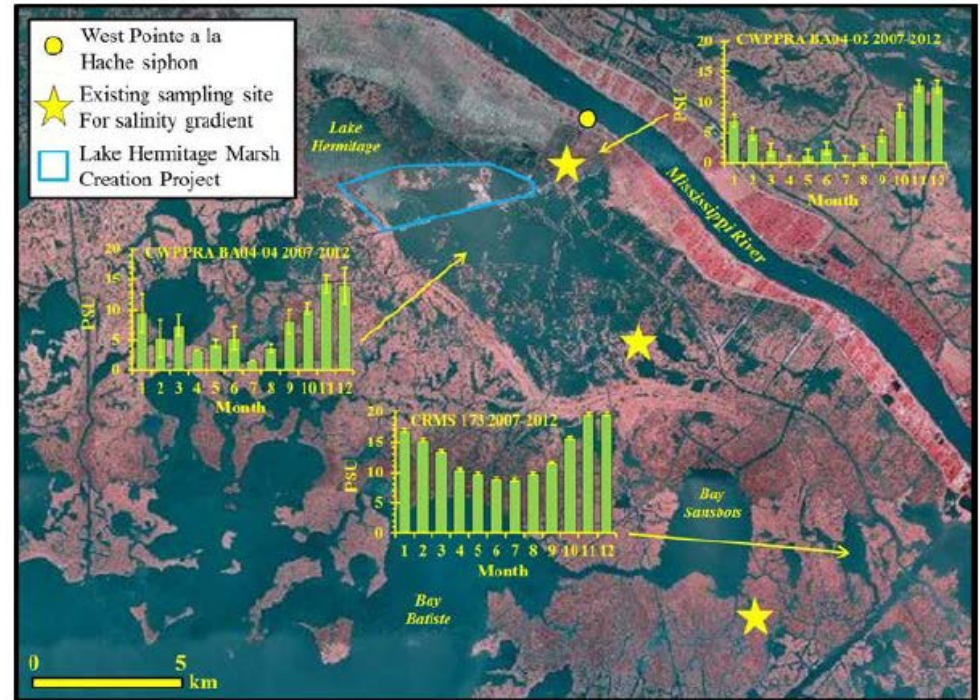 West Pointe a la
Hache siphon
Existing sampling site
For salinity gradient
Lake Hermitage Marsh
Creation Project
Lake
Hermitage
Mississippi River
CWPPRA BA04-02 2007-2012
20
15
10
5
0
PSU
1 2 3 4 5 6 7 8 9 10 11 12
Month
CWPPRA BA04-04 2007-2012
20
15
10
5
0
PSU
1 2 3 4 5 6 7 8 9 10 11 12
Month
CRMS 173 2007-2012
20
15
10
5
0
PSU
1 2 3 4 5 6 7 8 9 10 11 12
Month
Bay
Sansbois
Bay
Batiste
0 5
km